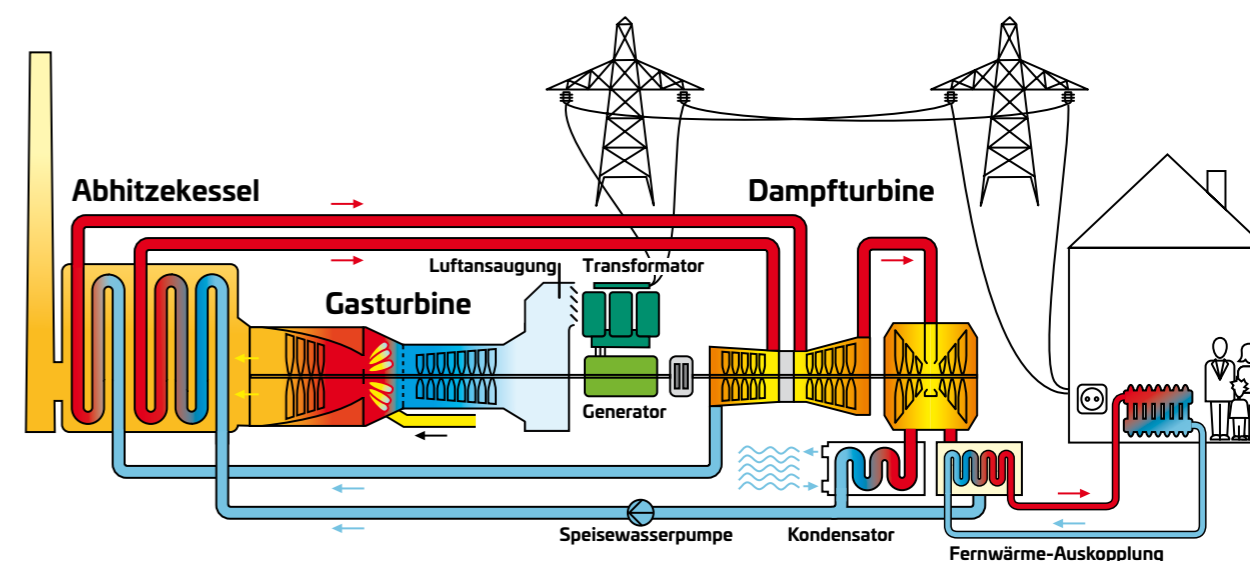 Abhitzekessel
Dampfturbine
Luftansaugung
Transformator
Gasturbine
Generator
Speisewasserpumpe
Kondensator
Fernwärme-Auskopplung